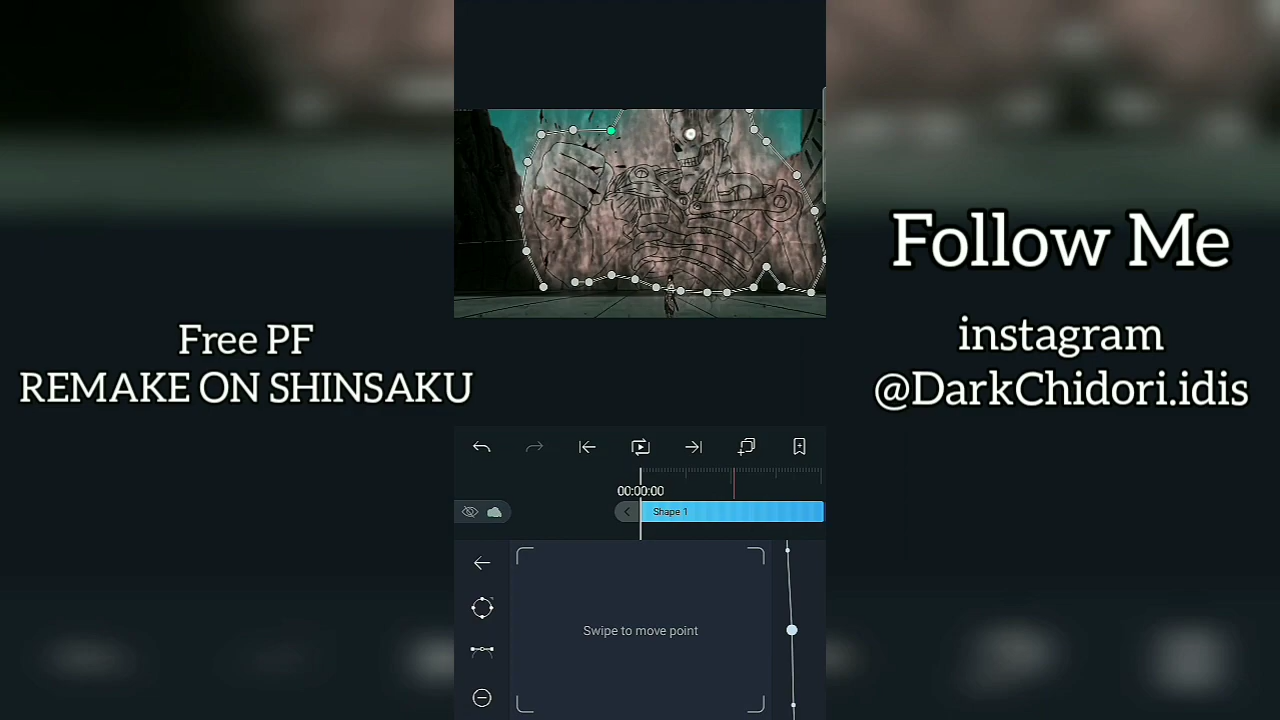 Free PF
REMAKE ON SHINSAKU
Follow Me
instagram
@DarkChidori.idis
00:00:00
Shape 1
Swipe to move point